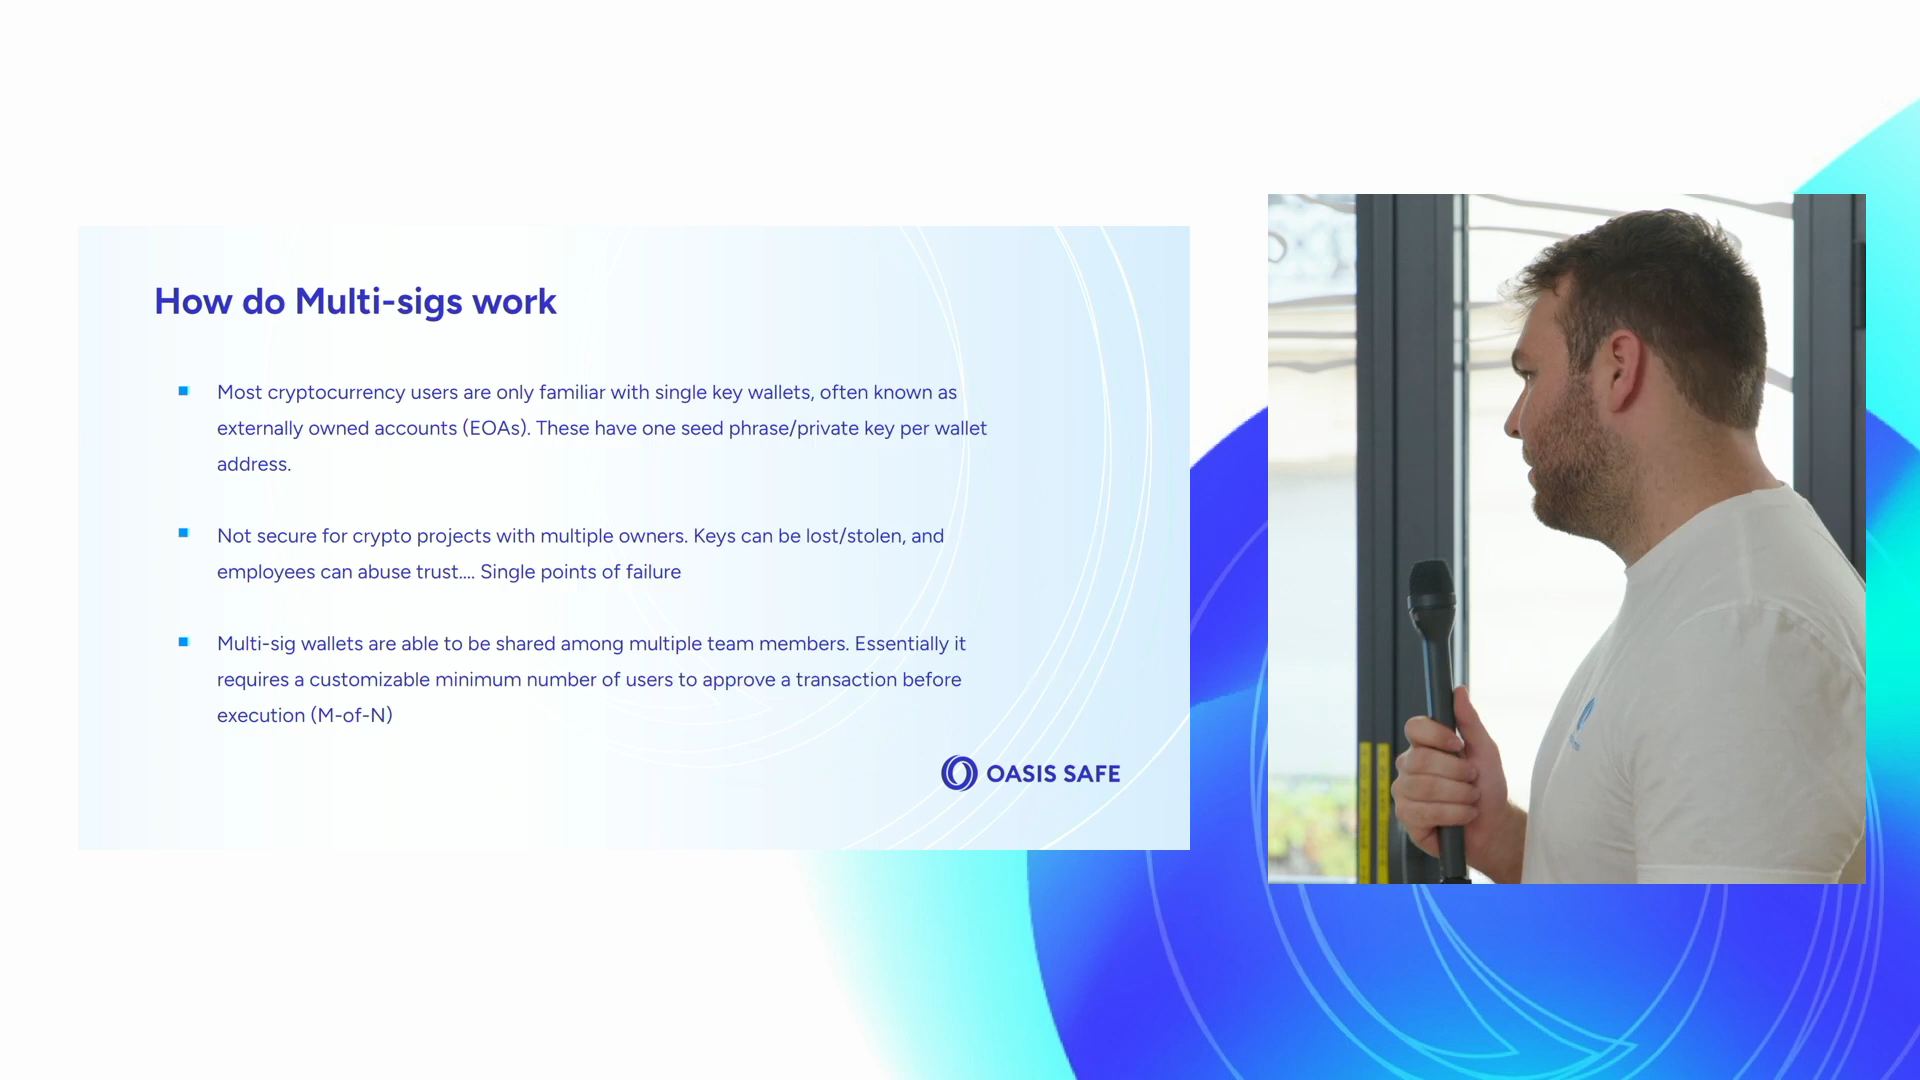 How do Multi-sigs work
Most cryptocurrency users are only familiar with single key wallets, often known as
externally owned accounts (EOAs). These have one seed phrase/private key per wallet
address.
Not secure for crypto projects with multiple owners. Keys can be lost/stolen, and
employees can abuse trust.... Single points of failure
Multi-sig wallets are able to be shared among multiple team members. Essentially it
requires a customizable minimum number of users to approve a transaction before
execution (M-of-N)
OASIS SAFE